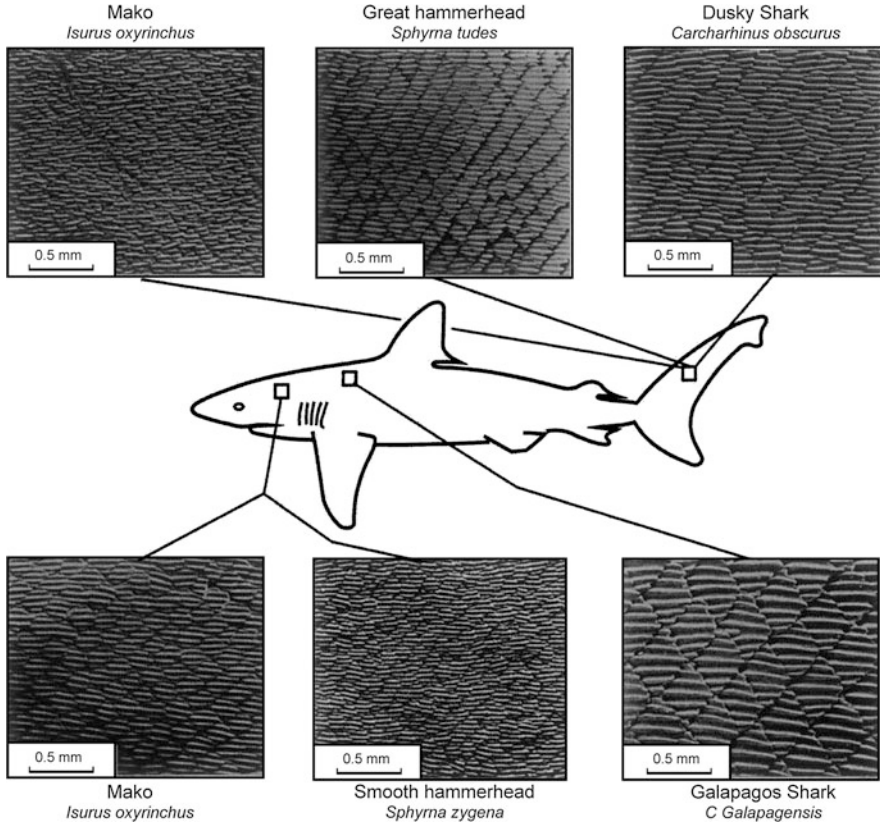 Mako
Isurus oxyrinchus
Great hammerhead
Sphyrna tudes
Dusky Shark
Carcharhinus obscurus
0.5 mm
0.5 mm
0.5 mm
0.5 mm
0.5 mm
0.5 mm
Mako
Isurus oxyrinchus
Smooth hammerhead
Sphyrna zygena
Galapagos Shark
C Galapagensis